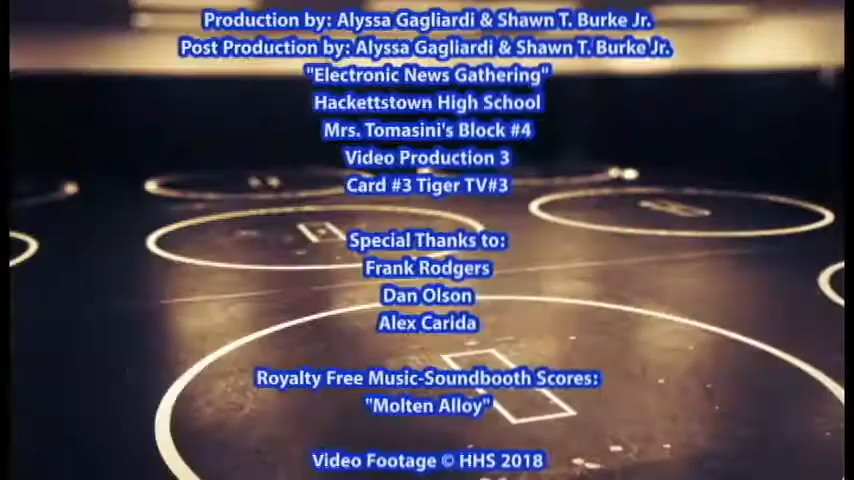 Production by: Alyssa Gagliardi & Shawn T. Burke Jr.
Post Production by: Alyssa Gagliardi & Shawn T. Burke Jr.
"Electronic News Gathering"
Hackettstown High School
Mrs. Tomasini's Block #4
Video Production 3
Card #3 Tiger TV#3
Special Thanks to:
Frank Rodgers
Dan Olson
Alex Carida
Royalty Free Music-Soundbooth Scores:
"Molten Alloy"
Video Footage © HHS 2018